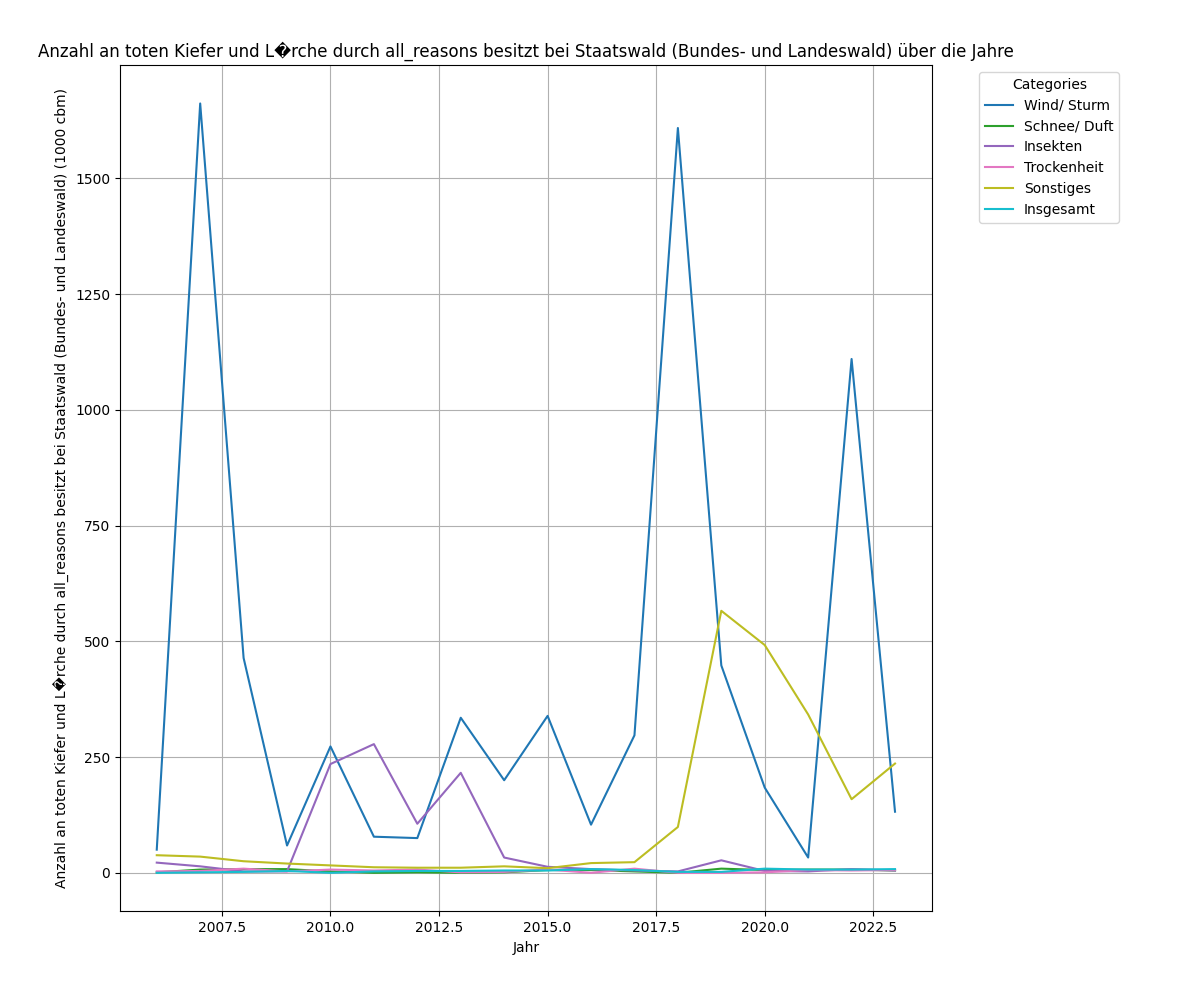 Anzahl an toten Kiefer und L�rche durch all_reasons besitzt bei Staatswald (Bundes- und Landeswald) über die Jahre
Anzahl an toten Kiefer und L�rche durch all_reasons besitzt bei Staatswald (Bundes- und Landeswald) (1000 cbm)
1500
1250
1000
750
500
250
0
2007.5
2010.0
2012.5
2015.0
2017.5
2020.0
2022.5
Jahr
Categories
Wind/ Sturm
Schnee/ Duft
Insekten
Trockenheit
Sonstiges
Insgesamt